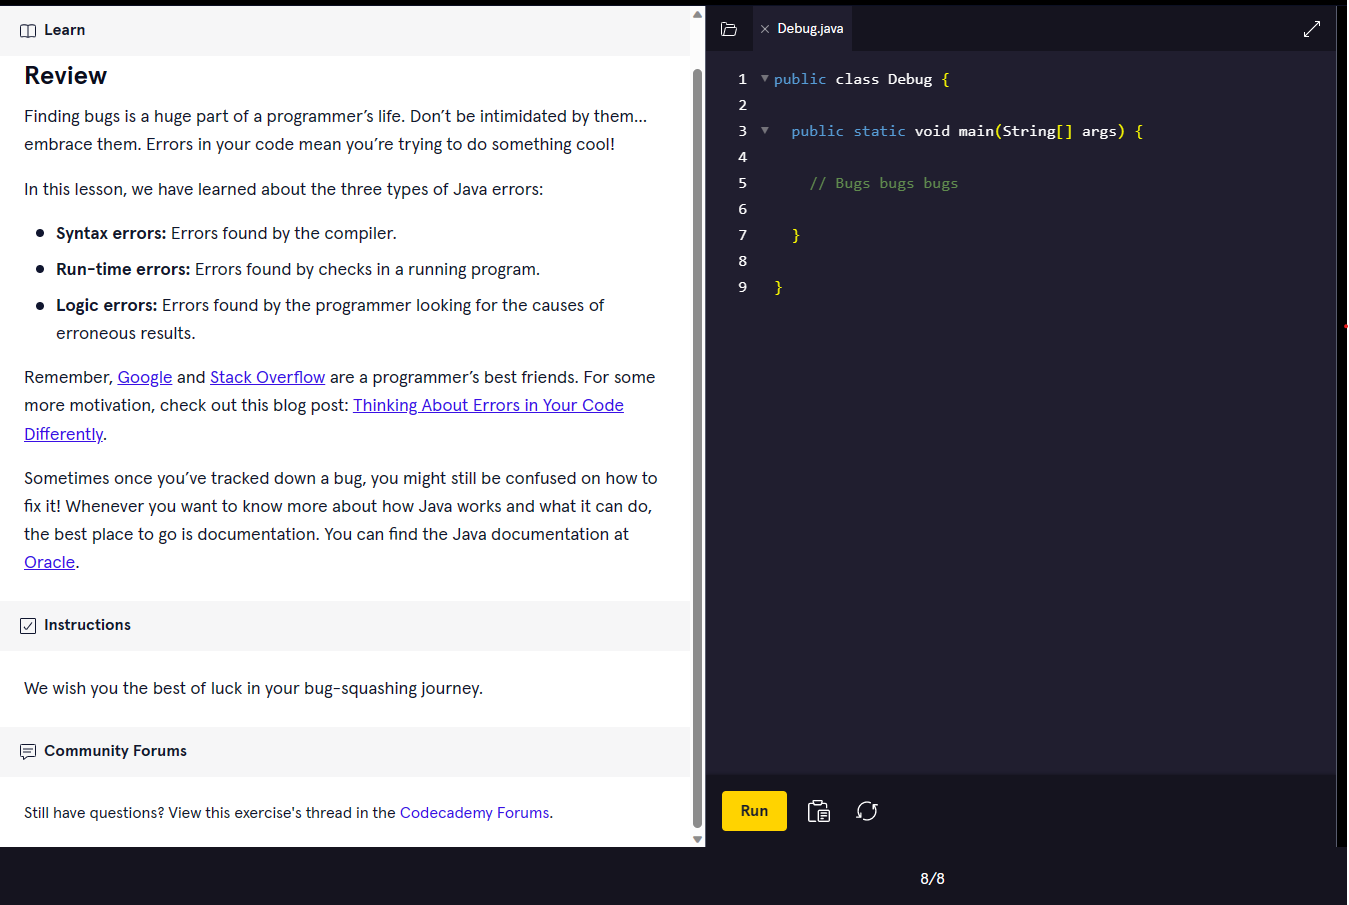 Learn
Review
Finding bugs is a huge part of a programmer’s life. Don’t be intimidated by them…
embrace them. Errors in your code mean you’re trying to do something cool!
In this lesson, we have learned about the three types of Java errors:
Syntax errors: Errors found by the compiler.
Run-time errors: Errors found by checks in a running program.
Logic errors: Errors found by the programmer looking for the causes of
erroneous results.
Remember, Google and Stack Overflow are a programmer’s best friends. For some
more motivation, check out this blog post: Thinking About Errors in Your Code
Differently.
Sometimes once you’ve tracked down a bug, you might still be confused on how to
fix it! Whenever you want to know more about how Java works and what it can do,
the best place to go is documentation. You can find the Java documentation at
Oracle.
Instructions
We wish you the best of luck in your bug-squashing journey.
Community Forums
Still have questions? View this exercise's thread in the Codecademy Forums.
Debug.java
1 public class Debug {
2
3 public static void main(String[] args) {
4
5 // Bugs bugs bugs
6
7 }
8
9 }
Run
8/8